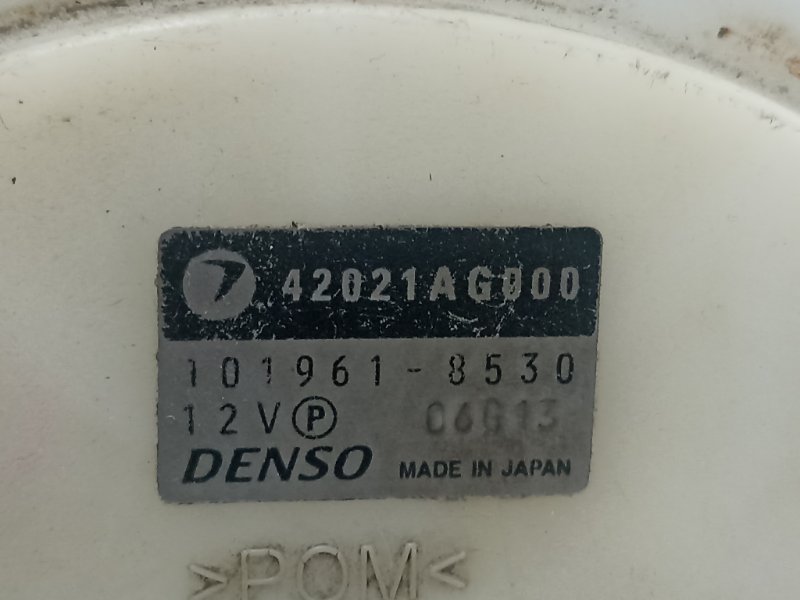 42021AG000
101961-8530
12V Ⓟ 06G13
DENSO MADE IN JAPAN
>POM<